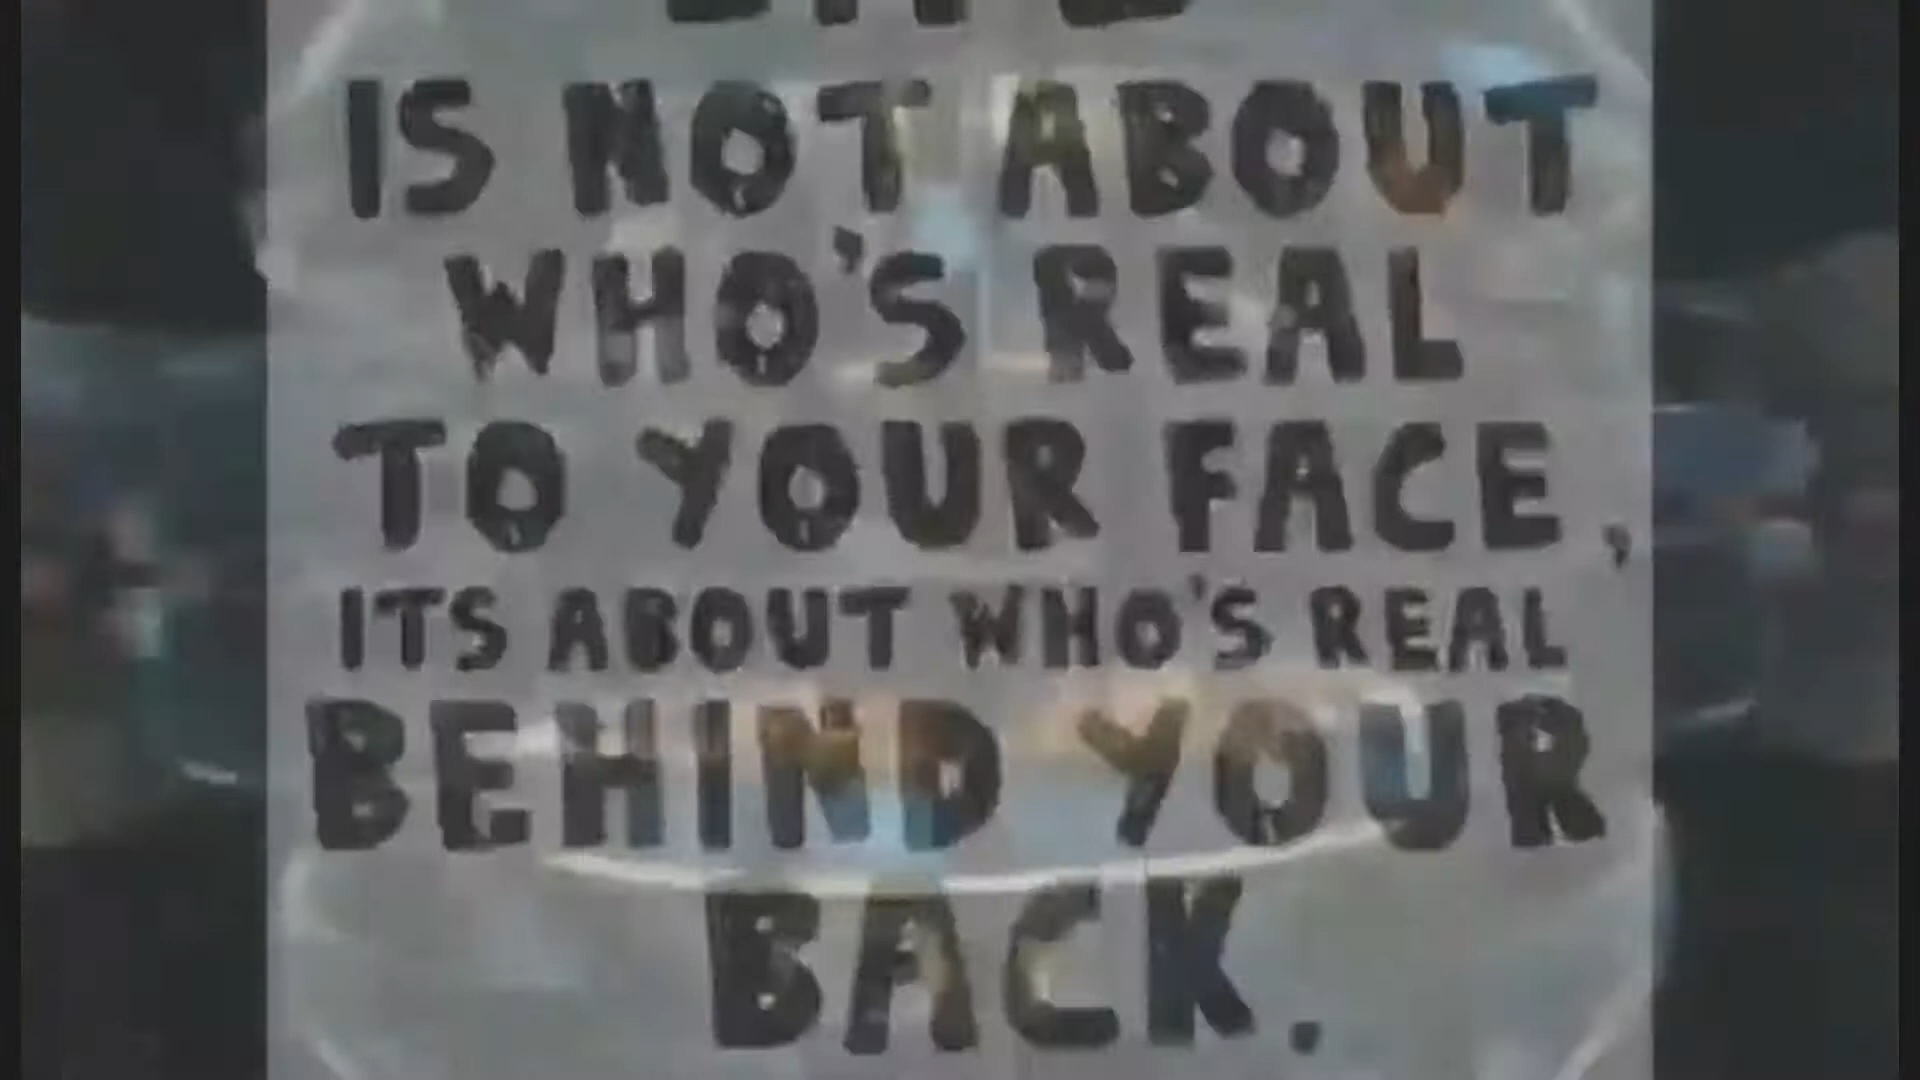 IS NOT ABOUT
WHO'S REAL
TO YOUR FACE,
ITS ABOUT WHO'S REAL
BEHIND YOUR
BACK.